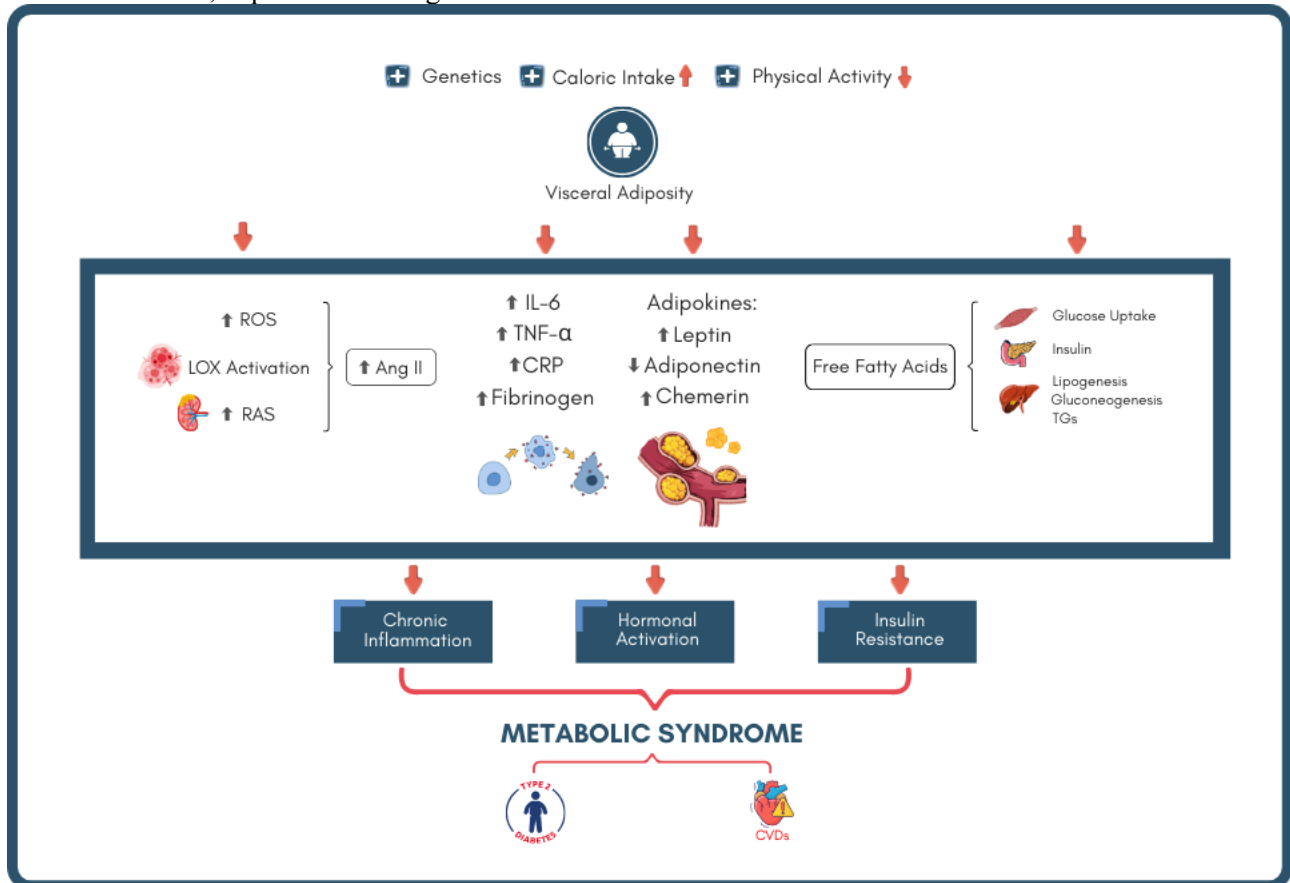 Genetics Caloric Intake Physical Activity
Visceral Adiposity
ROS
LOX Activation
RAS
Ang II
IL-6
TNF-α
CRP
Fibrinogen
Adipokines:
Leptin
Adiponectin
Chemerin
Free Fatty Acids
Glucose Uptake
Insulin
Lipogenesis
Gluconeogenesis
TGs
Chronic
Inflammation
Hormonal
Activation
Insulin
Resistance
METABOLIC SYNDROME
TYPE 2
DIABETES
CVDs